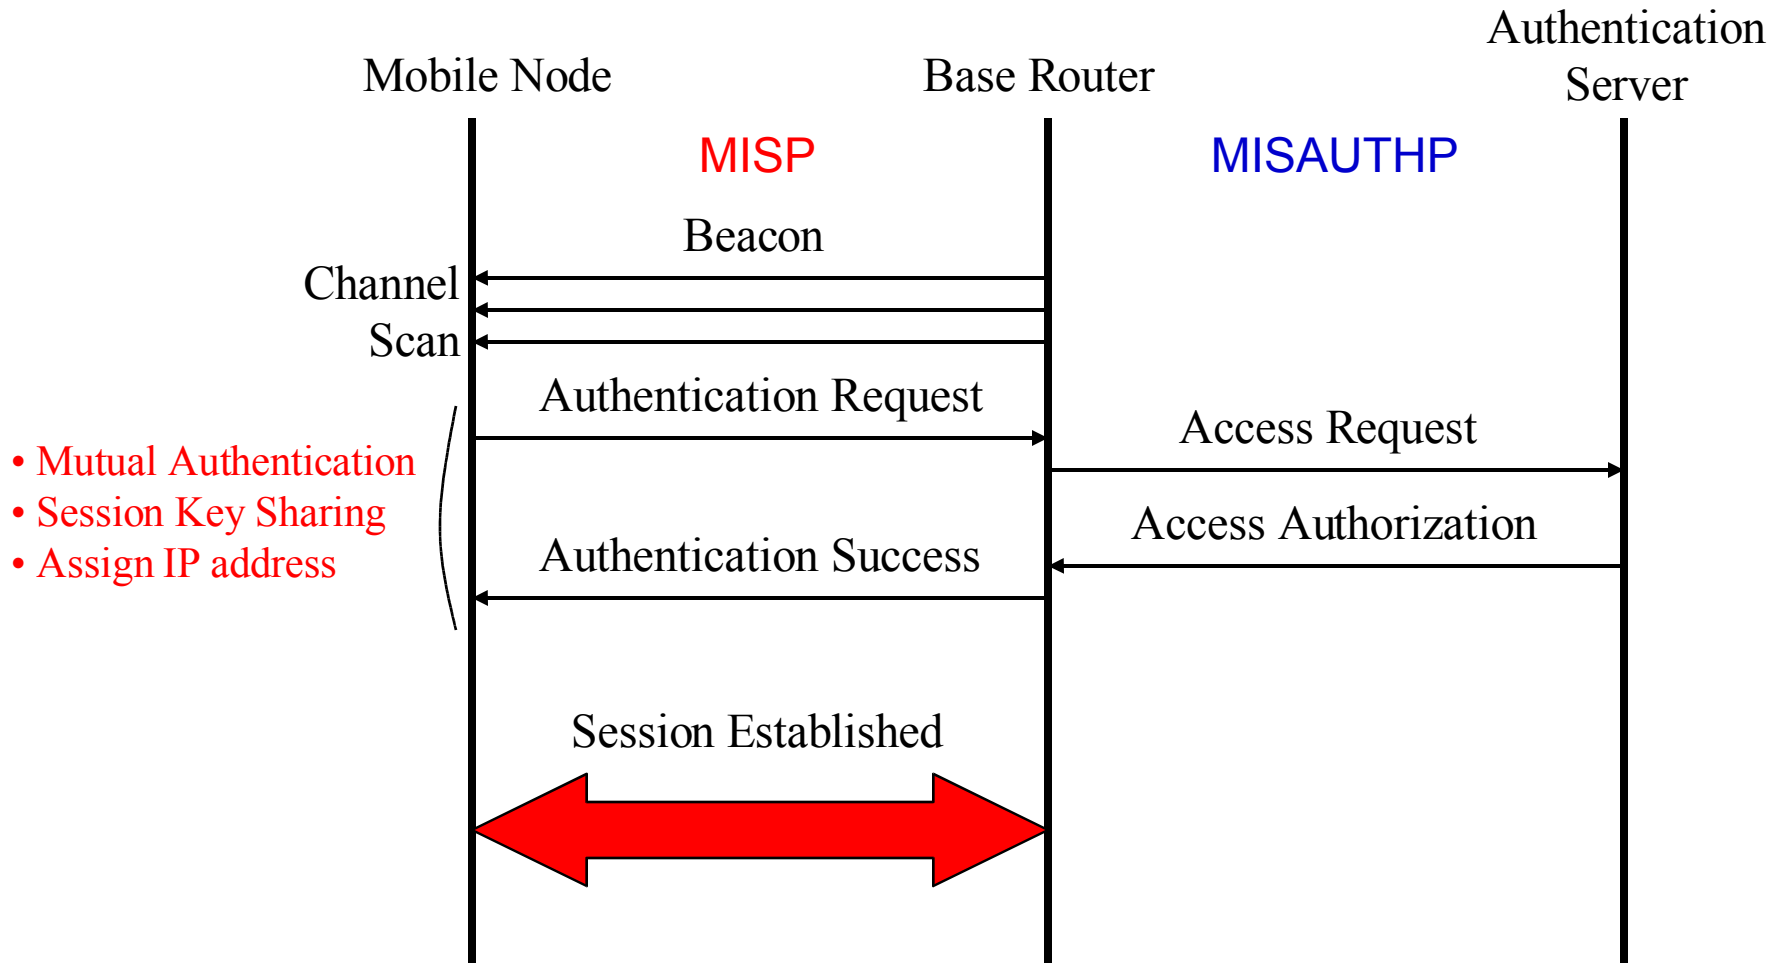 Mobile Node
Base Router
Authentication
Server
MISP
MISAUTHP
Beacon
Channel
Scan
Authentication Request
Access Request
• Mutual Authentication
• Session Key Sharing
• Assign IP address
Access Authorization
Authentication Success
Session Established